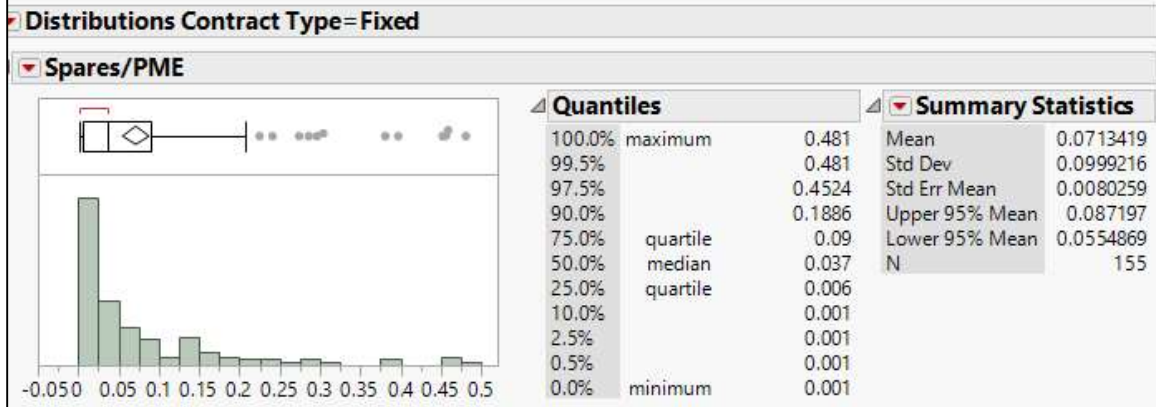 Distributions Contract Type=Fixed
Spares/PME
-0.050 0.05 0.1 0.15 0.2 0.25 0.3 0.35 0.4 0.45 0.5
Quantiles
100.0% maximum 0.481
99.5% 0.481
97.5% 0.4524
90.0% 0.1886
75.0% quartile 0.09
50.0% median 0.037
25.0% quartile 0.006
10.0% 0.001
2.5% 0.001
0.5% 0.001
0.0% minimum 0.001
Summary Statistics
Mean 0.0713419
Std Dev 0.0999216
Std Err Mean 0.0080259
Upper 95% Mean 0.087197
Lower 95% Mean 0.0554869
N 155